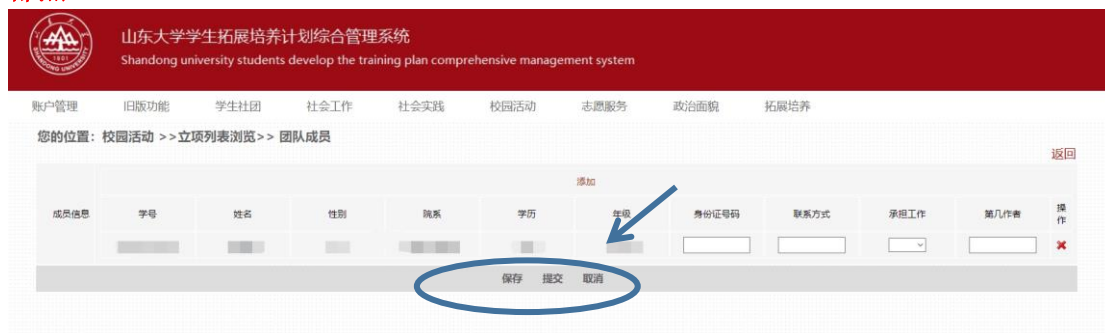 山东大学学生拓展培养计划综合管理系统
Shandong university students develop the training plan comprehensive management system
账户管理 旧版功能 学生社团 社会工作 社会实践 校园活动 志愿服务 政治面貌 拓展培养
您的位置：校园活动 >>立项列表浏览>> 团队成员
返回
添加
成员信息 学号 姓名 性别 院系 学历 年级 身份证号码 联系方式 承担工作 第几作者 操作
保存 提交 取消